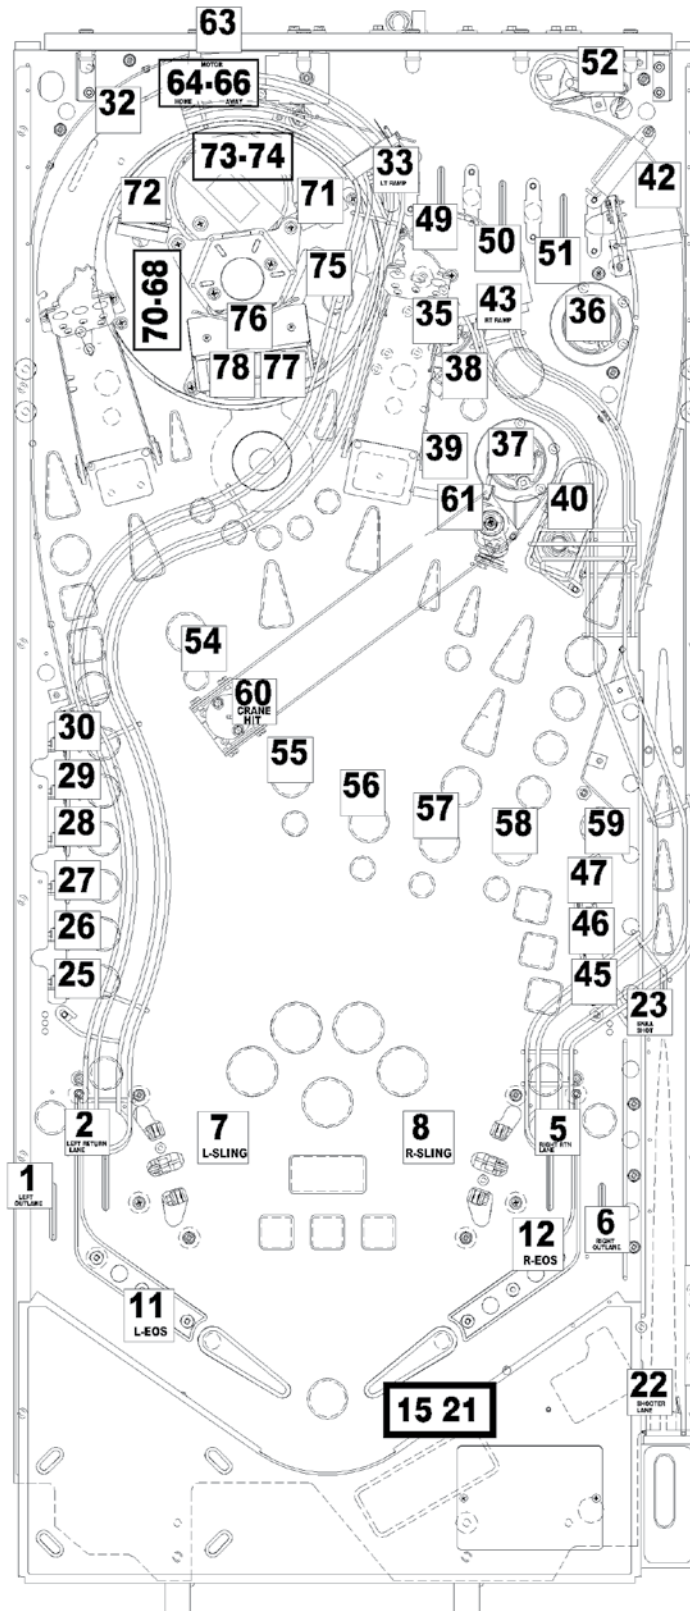 63
MOTOR
64-66
HOME AWAY
52
32
73-74
33
LT RAMP
42
72
71
49
50
51
70-68
75
43
RT RAMP
36
76
35
78
77
38
39
37
61
40
54
60
CRANE
HIT
30
55
29
56
28
57
58
59
27
47
26
46
25
45
23
SKILL
SHOT
2
LEFT RETURN
LANE
7
L-SLING
8
R-SLING
5
RIGHT RTN
LANE
1
LEFT
OUTLANE
6
RIGHT
OUTLANE
12
R-EOS
11
L-EOS
22
SHOOTER
LANE
15 21